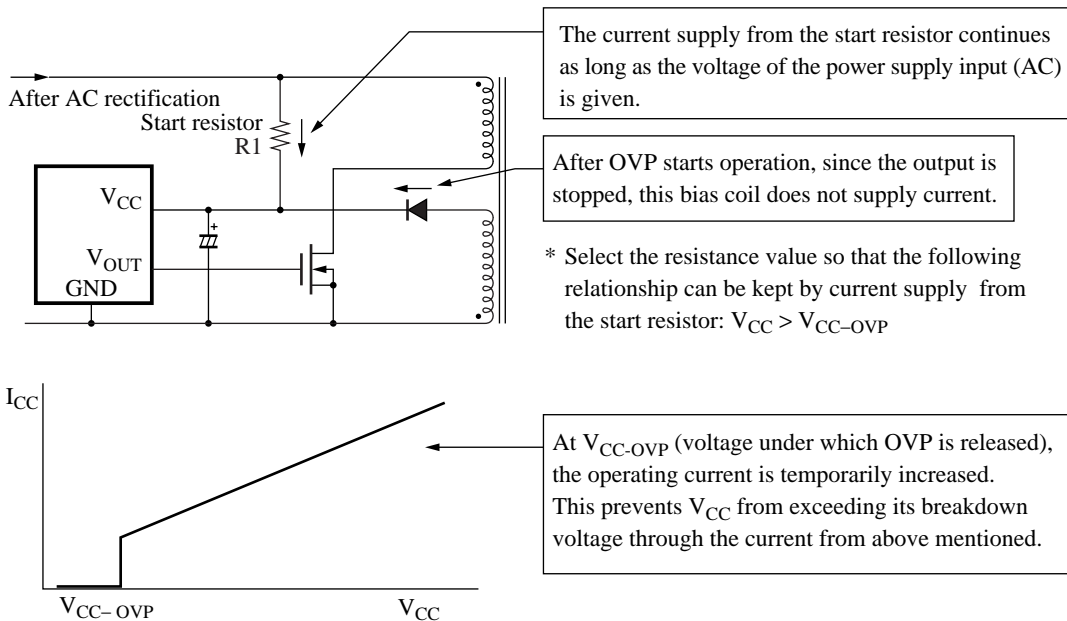 The current supply from the start resistor continues
as long as the voltage of the power supply input (AC)
is given.
After AC rectification
Start resistor
R1
After OVP starts operation, since the output is
stopped, this bias coil does not supply current.
VCC
+
VOUT
GND
* Select the resistance value so that the following
relationship can be kept by current supply from
the start resistor: VCC > VCC–OVP
ICC
At VCC-OVP (voltage under which OVP is released),
the operating current is temporarily increased.
This prevents VCC from exceeding its breakdown
voltage through the current from above mentioned.
VCC– OVP
VCC